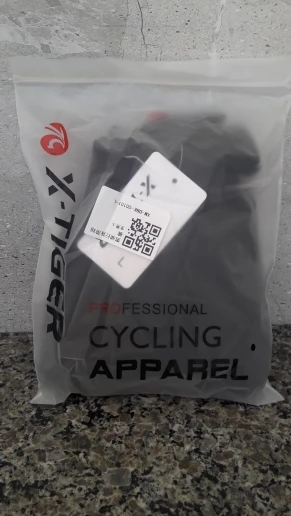 X-TIGER
PROFESSIONAL
CYCLING
APPAREL